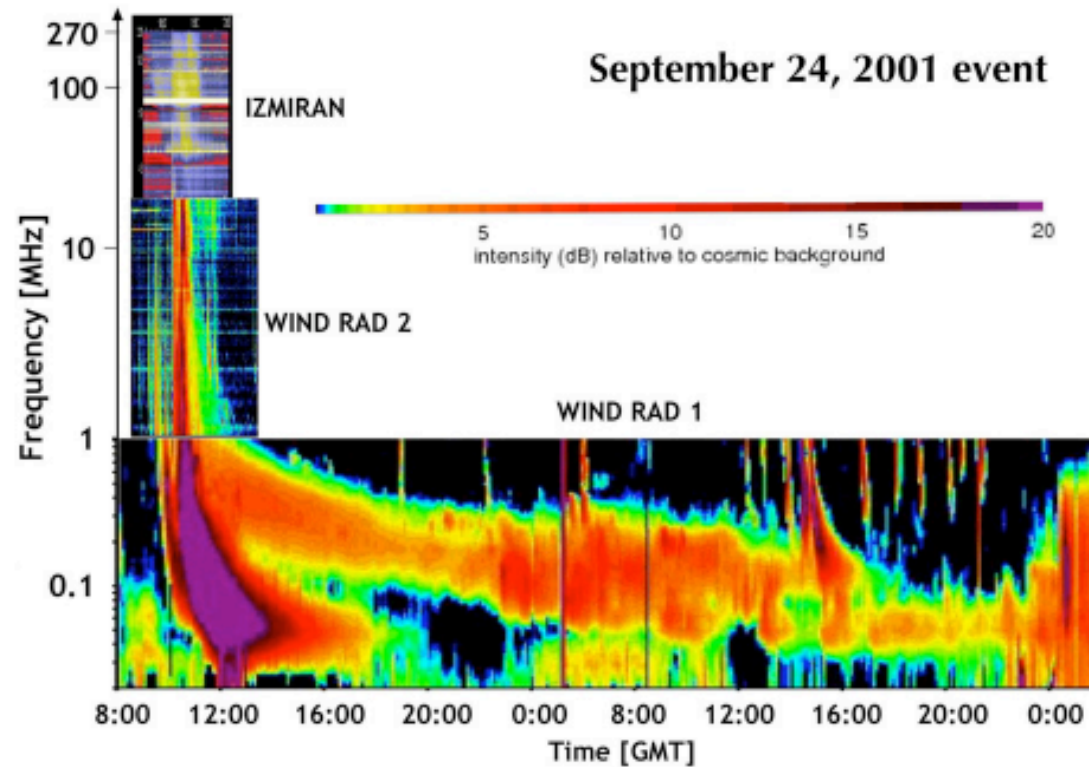 September 24, 2001 event
270
100
IZMIRAN
Frequency [MHz]
5
10
15
20
intensity (dB) relative to cosmic background
10
WIND RAD 2
WIND RAD 1
1
0.1
8:00
12:00
16:00
20:00
0:00
8:00
12:00
16:00
20:00
0:00
Time [GMT]